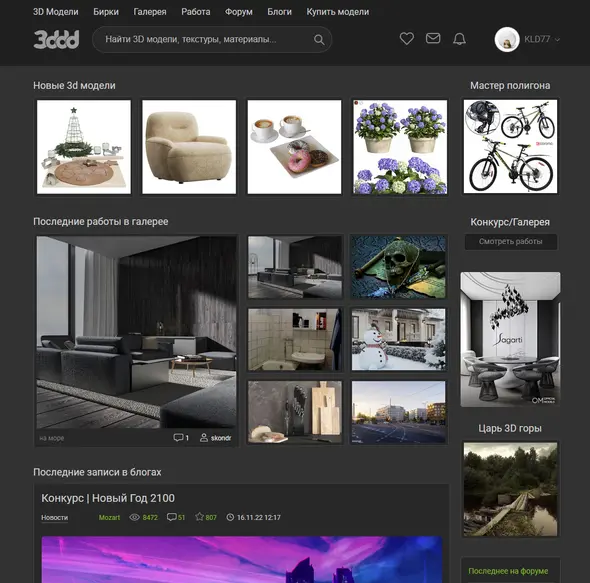 3D Модели Бирки Галерея Работа Форум Блоги Купить модели
3ddd Найти 3D модели, текстуры, материалы... KLD77
Новые 3d модели Мастер полигона
Последние работы в галерее Конкурс/Галерея
Смотреть работы
Sagarti
OM
Царь 3D горы
на море 1 skondr
Последние записи в блогах
Конкурс | Новый Год 2100
Новости Mozart 8472 51 807 16.11.22 12:17
Последнее на форуме